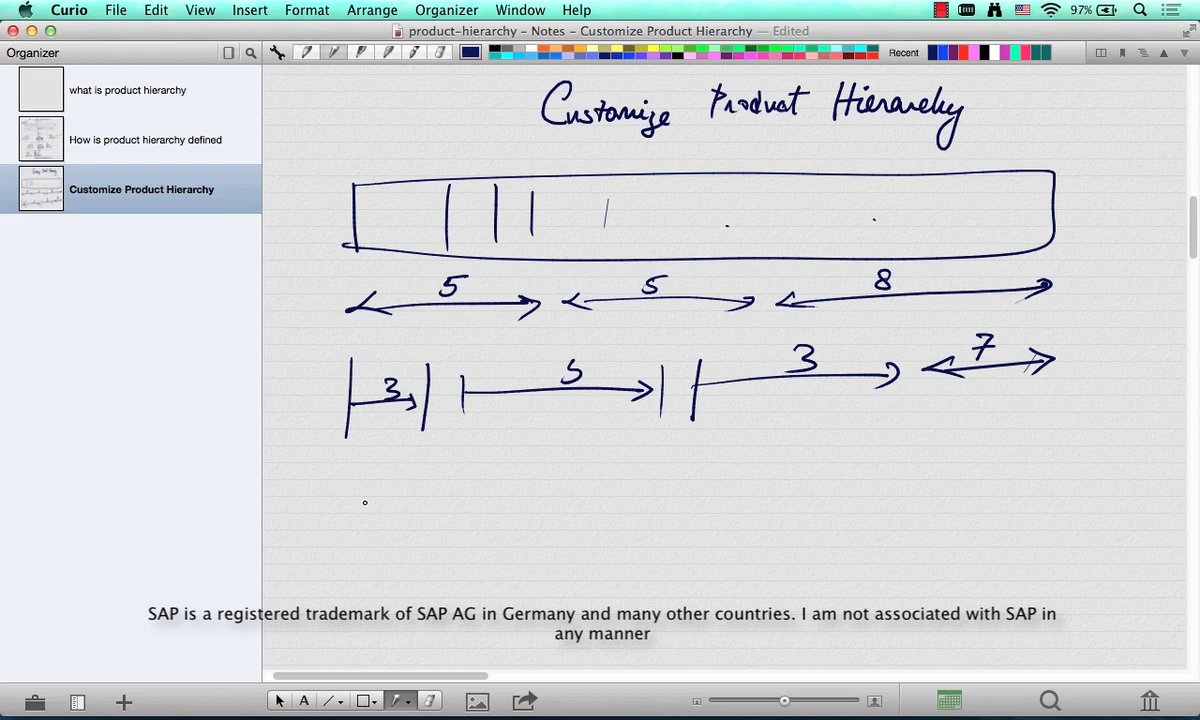 Curio File Edit View Insert Format Arrange Organizer Window Help 97%
product-hierarchy – Notes – Customize Product Hierarchy — Edited
Organizer Recent
what is product hierarchy
How is product hierarchy defined
Customize Product Hierarchy
Customize Product Hierarchy
5 5 8
3 5 3 7
SAP is a registered trademark of SAP AG in Germany and many other countries. I am not associated with SAP in
any manner
A